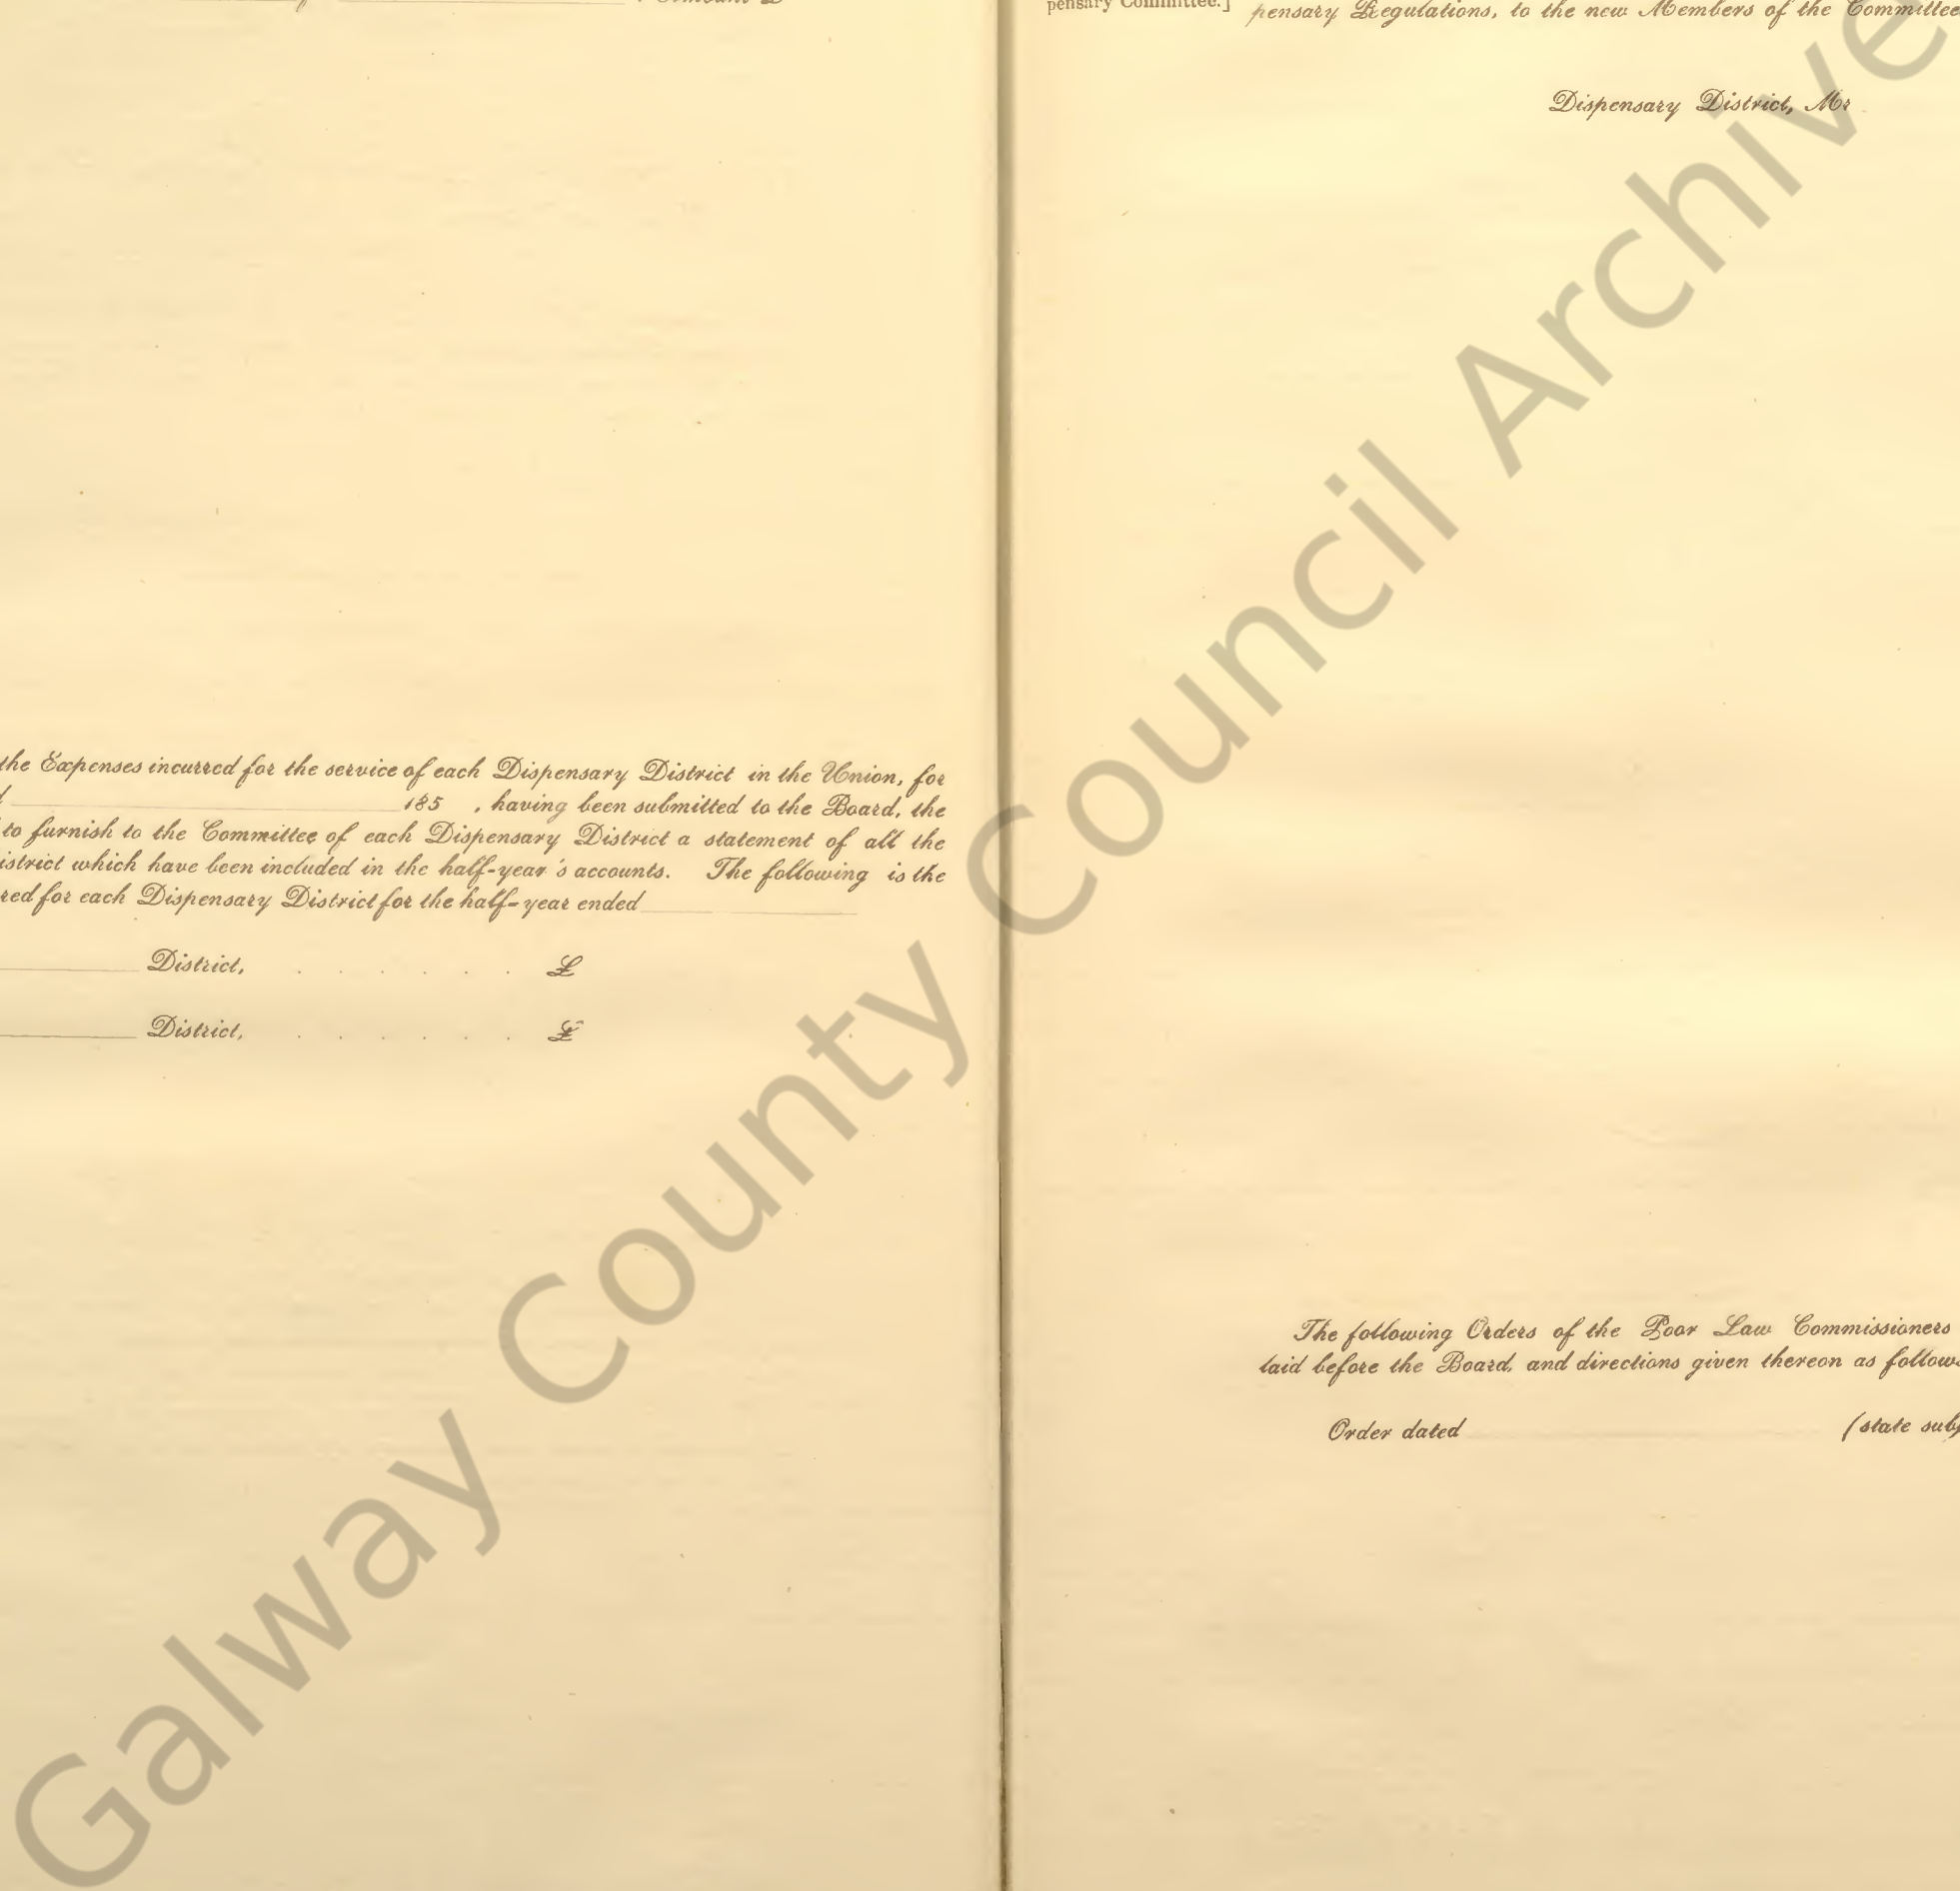 the Expenses incurred for the service of each Dispensary District in the Union, for
185 , having been submitted to the Board, the
to furnish to the Committee of each Dispensary District a statement of all the
istrict which have been included in the half-year's accounts. The following is the
red for each Dispensary District for the half-year ended
District, . . . . . . £
District, . . . . . . £
pensary Committee.]
pensary Regulations, to the new Members of the Committee
Dispensary District, Mr
The following Orders of the Poor Law Commissioners
laid before the Board, and directions given thereon as follows
Order dated (state sub
Galway County Council Archive